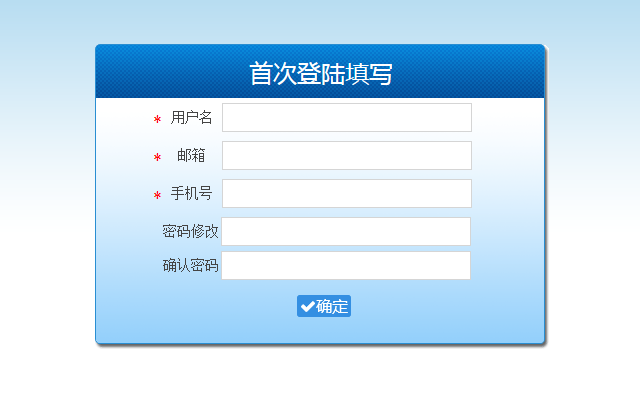 首次登陆填写
* 用户名
* 邮箱
* 手机号
密码修改
确认密码
确定